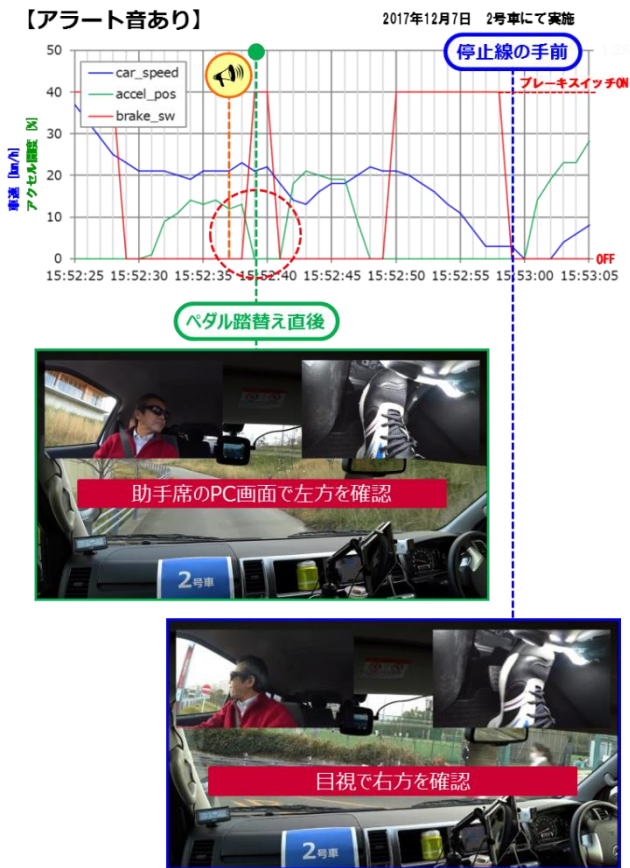 【アラート音あり】
2017年12月7日 2号車にて実施
停止線の手前
50
40
30
20
10
0
車速 [km/h]
アクセル開度 [%]
car_speed
accel_pos
brake_sw
ブレーキスイッチON
OFF
15:52:25 15:52:30 15:52:35 15:52:40 15:52:45 15:52:50 15:52:55 15:53:00 15:53:05
ペダル踏替え直後
助手席のPC画面で左方を確認
2号車
目視で右方を確認
2号車